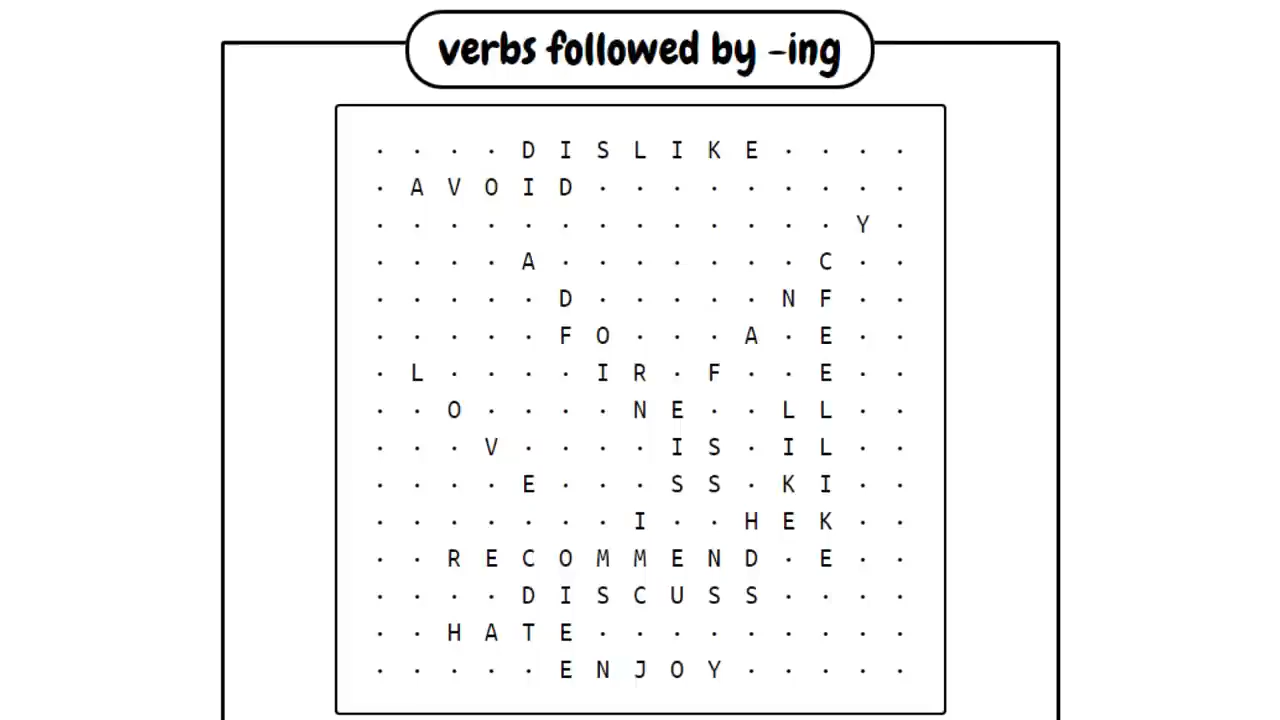 verbs followed by -ing
· · · · D I S L I K E · · · ·
· A V O I D · · · · · · · · ·
· · · · · · · · · · · · · Y ·
· · · · A · · · · · · · C · ·
· · · · · D · · · · · N F · ·
· · · · · F O · · · A · E · ·
· L · · · · I R · F · · E · ·
· · O · · · · N E · · L L · ·
· · · V · · · · I S · I L · ·
· · · · E · · · S S · K I · ·
· · · · · · · I · · H E K · ·
· · R E C O M M E N D · E · ·
· · · · D I S C U S S · · · ·
· · H A T E · · · · · · · · ·
· · · · · E N J O Y · · · · ·